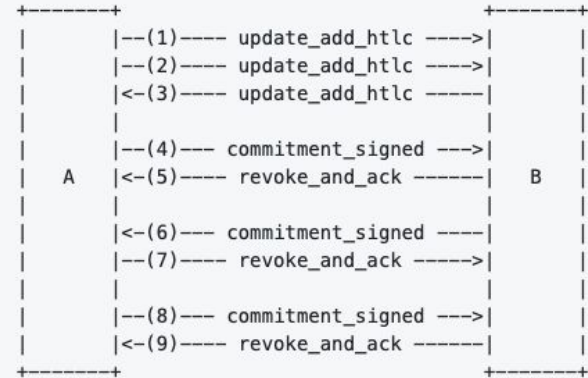 +-------+                               +-------+
|       |--(1)---- update_add_htlc ---->|       |
|       |--(2)---- update_add_htlc ---->|       |
|       |<-(3)---- update_add_htlc -----|       |
|       |                               |       |
|       |--(4)--- commitment_signed --->|       |
|   A   |<-(5)---- revoke_and_ack ------|   B   |
|       |                               |       |
|       |<-(6)--- commitment_signed ----|       |
|       |--(7)---- revoke_and_ack ----->|       |
|       |                               |       |
|       |--(8)--- commitment_signed --->|       |
|       |<-(9)---- revoke_and_ack ------|       |
+-------+                               +-------+